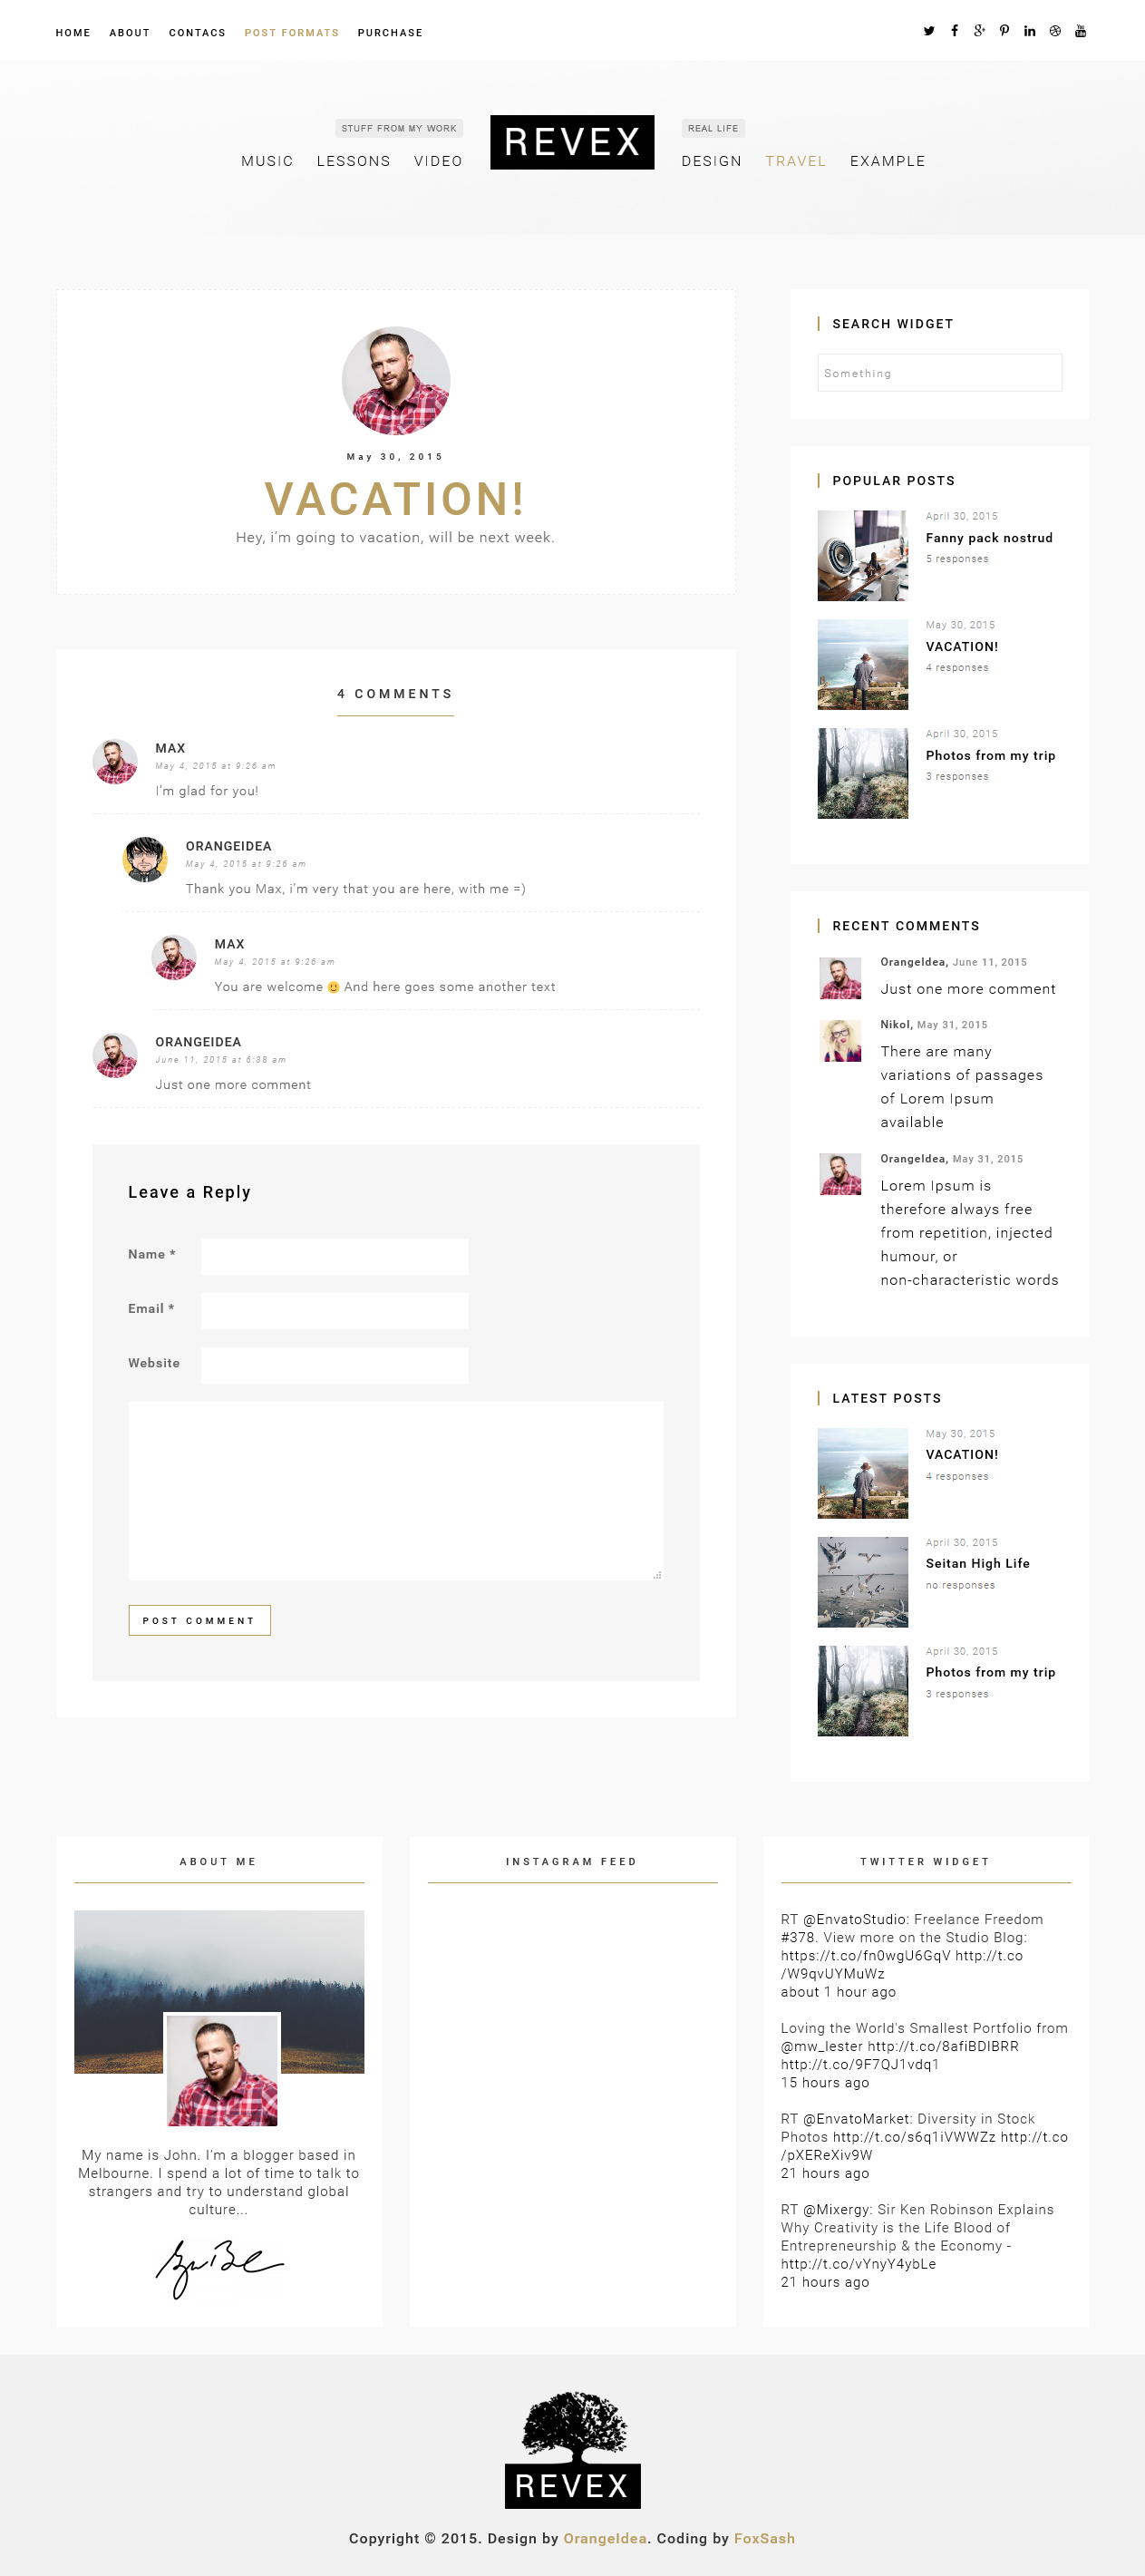 HOME ABOUT CONTACS POST FORMATS PURCHASE
STUFF FROM MY WORK
MUSIC LESSONS VIDEO
REVEX
REAL LIFE
DESIGN TRAVEL EXAMPLE
May 30, 2015
VACATION!
Hey, i'm going to vacation, will be next week.
4 COMMENTS
MAX
May 4, 2015 at 9:26 am
I'm glad for you!
ORANGEIDEA
May 4, 2015 at 9:26 am
Thank you Max, i'm very that you are here, with me =)
MAX
May 4, 2015 at 9:26 am
You are welcome 🙂 And here goes some another text
ORANGEIDEA
June 11, 2015 at 6:38 am
Just one more comment
Leave a Reply
Name *
Email *
Website
POST COMMENT
SEARCH WIDGET
Something
POPULAR POSTS
April 30, 2015
Fanny pack nostrud
5 responses
May 30, 2015
VACATION!
4 responses
April 30, 2015
Photos from my trip
3 responses
RECENT COMMENTS
OrangeIdea, June 11, 2015
Just one more comment
Nikol, May 31, 2015
There are many
variations of passages
of Lorem Ipsum
available
OrangeIdea, May 31, 2015
Lorem Ipsum is
therefore always free
from repetition, injected
humour, or
non-characteristic words
LATEST POSTS
May 30, 2015
VACATION!
4 responses
April 30, 2015
Seitan High Life
no responses
April 30, 2015
Photos from my trip
3 responses
ABOUT ME
My name is John. I'm a blogger based in
Melbourne. I spend a lot of time to talk to
strangers and try to understand global
culture...
INSTAGRAM FEED
TWITTER WIDGET
RT @EnvatoStudio: Freelance Freedom
#378. View more on the Studio Blog:
https://t.co/fn0wgU6GqV http://t.co
/W9qvUYMuWz
about 1 hour ago
Loving the World's Smallest Portfolio from
@mw_lester http://t.co/8afiBDIBRR
http://t.co/9F7QJ1vdq1
15 hours ago
RT @EnvatoMarket: Diversity in Stock
Photos http://t.co/s6q1iVWWZz http://t.co
/pXEReXiv9W
21 hours ago
RT @Mixergy: Sir Ken Robinson Explains
Why Creativity is the Life Blood of
Entrepreneurship & the Economy -
http://t.co/vYnyY4ybLe
21 hours ago
REVEX
Copyright © 2015. Design by OrangeIdea. Coding by FoxSash